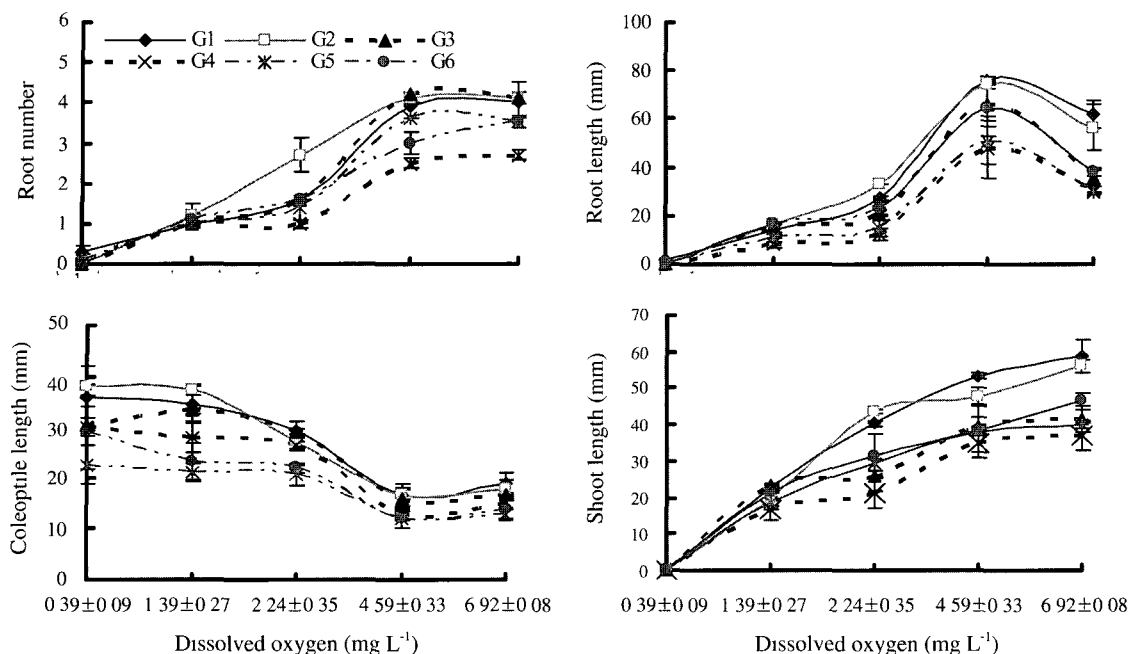 6
5
4
3
2
1
0
Root number
G1 G2 G3
G4 G5 G6
100
80
60
40
20
0
Root length (mm)
50
40
30
20
10
0
Coleoptile length (mm)
0 39±0 09 1 39±0 27 2 24±0 35 4 59±0 33 6 92±0 08
Dissolved oxygen (mg L⁻¹)
70
60
50
40
30
20
10
0
Shoot length (mm)
0 39±0 09 1 39±0 27 2 24±0 35 4 59±0 33 6 92±0 08
Dissolved oxygen (mg L⁻¹)